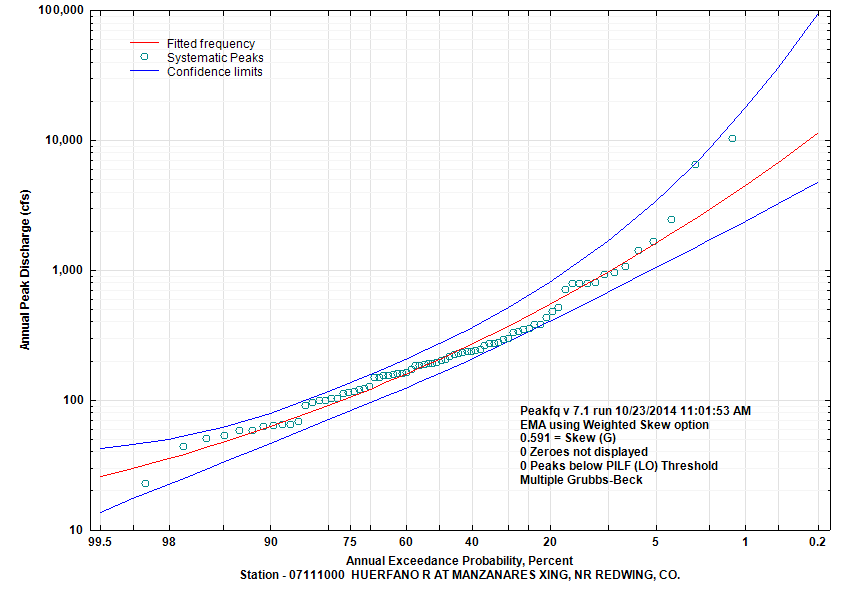 100,000
10,000
1,000
100
10
Annual Peak Discharge (cfs)
Fitted frequency
Systematic Peaks
Confidence limits
Peakfq v 7.1 run 10/23/2014 11:01:53 AM
EMA using Weighted Skew option
0.591 = Skew (G)
0 Zeroes not displayed
0 Peaks below PILF (LO) Threshold
Multiple Grubbs-Beck
99.5 98 90 75 60 40 20 5 1 0.2
Annual Exceedance Probability, Percent
Station - 07111000 HUERFANO R AT MANZANARES XING, NR REDWING, CO.